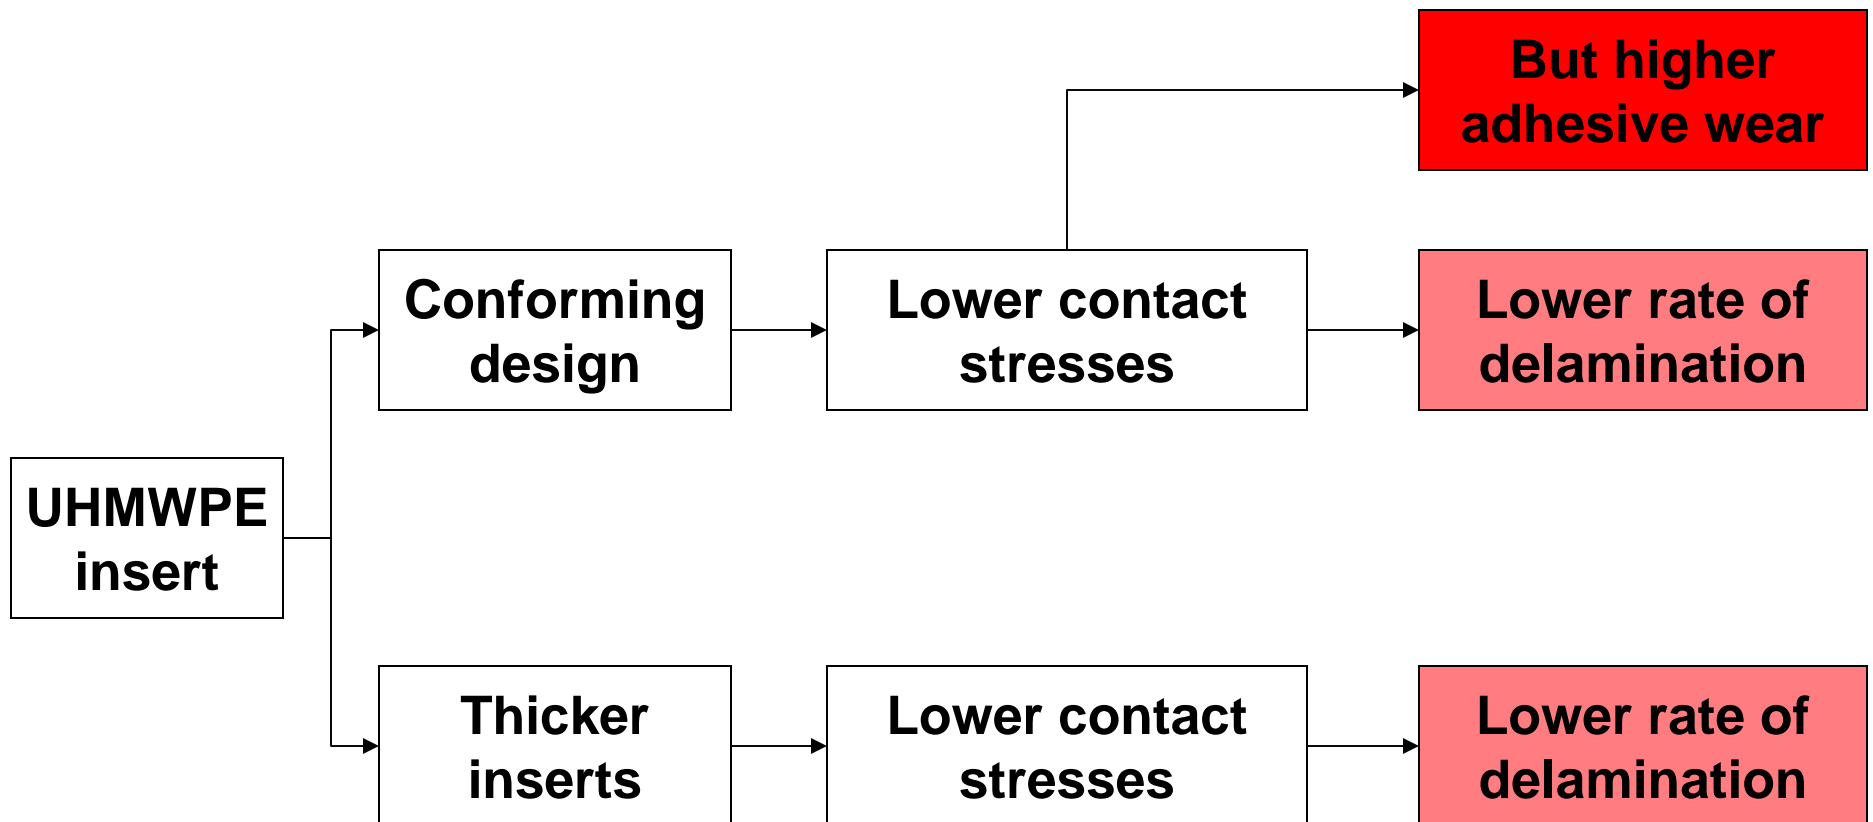 But higher
adhesive wear
Conforming
design
Lower contact
stresses
Lower rate of
delamination
UHMWPE
insert
Thicker
inserts
Lower contact
stresses
Lower rate of
delamination